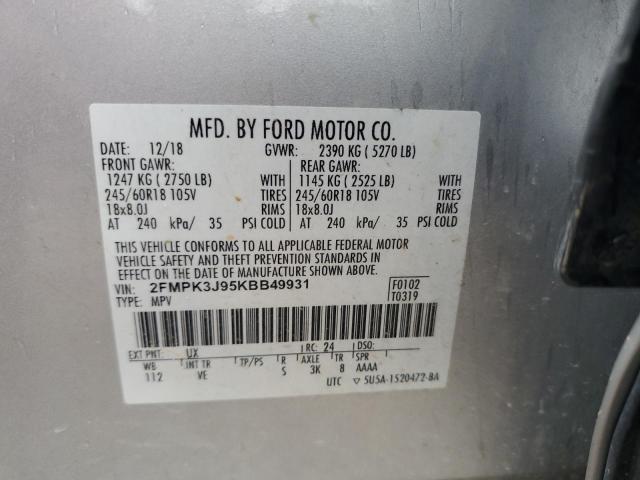 MFD. BY FORD MOTOR CO.
DATE: 12/18 GVWR: 2390 KG ( 5270 LB)
FRONT GAWR: REAR GAWR:
1247 KG ( 2750 LB) WITH 1145 KG ( 2525 LB) WITH
245/60R18 105V TIRES 245/60R18 105V TIRES
18x8.0J RIMS 18x8.0J RIMS
AT 240 kPa/ 35 PSI COLD AT 240 kPa/ 35 PSI COLD
THIS VEHICLE CONFORMS TO ALL APPLICABLE FEDERAL MOTOR
VEHICLE SAFETY AND THEFT PREVENTION STANDARDS IN
EFFECT ON THE DATE OF MANUFACTURE SHOWN ABOVE.
VIN: 2FMPK3J95KBB49931 F0102
TYPE: MPV T0319
EXT PNT: UX RC: 24 DSO:
WB INT TR TP/PS R AXLE TR SPR
112 VE S 3K 8 AAAA
UTC ▽ 5U5A-1520472-BA